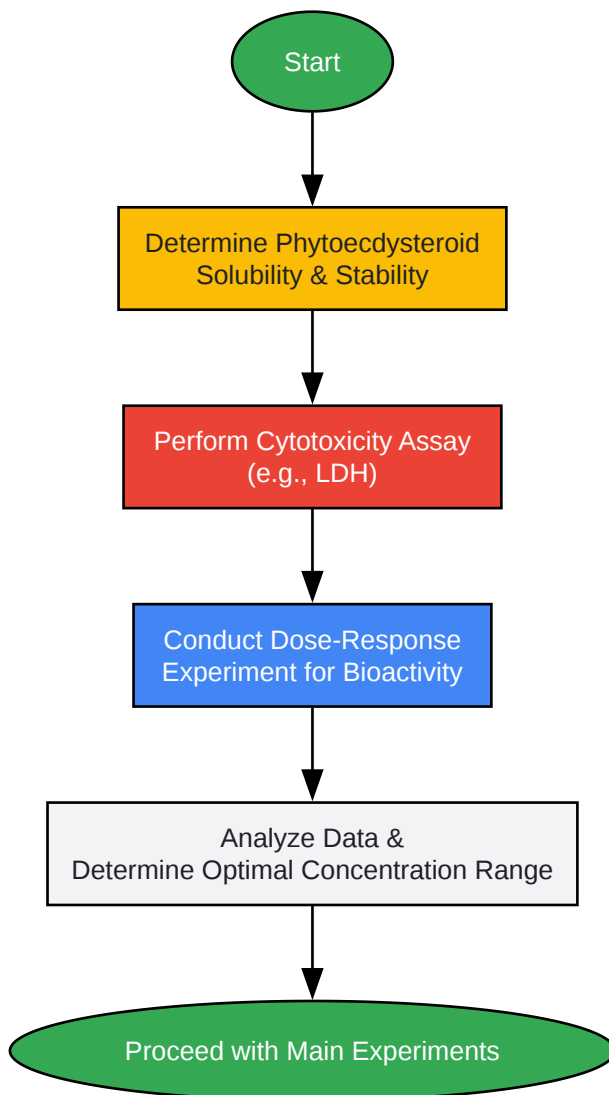 Start
Determine Phytoecdysteroid
Solubility & Stability
Perform Cytotoxicity Assay
(e.g., LDH)
Conduct Dose-Response
Experiment for Bioactivity
Analyze Data &
Determine Optimal Concentration Range
Proceed with Main Experiments